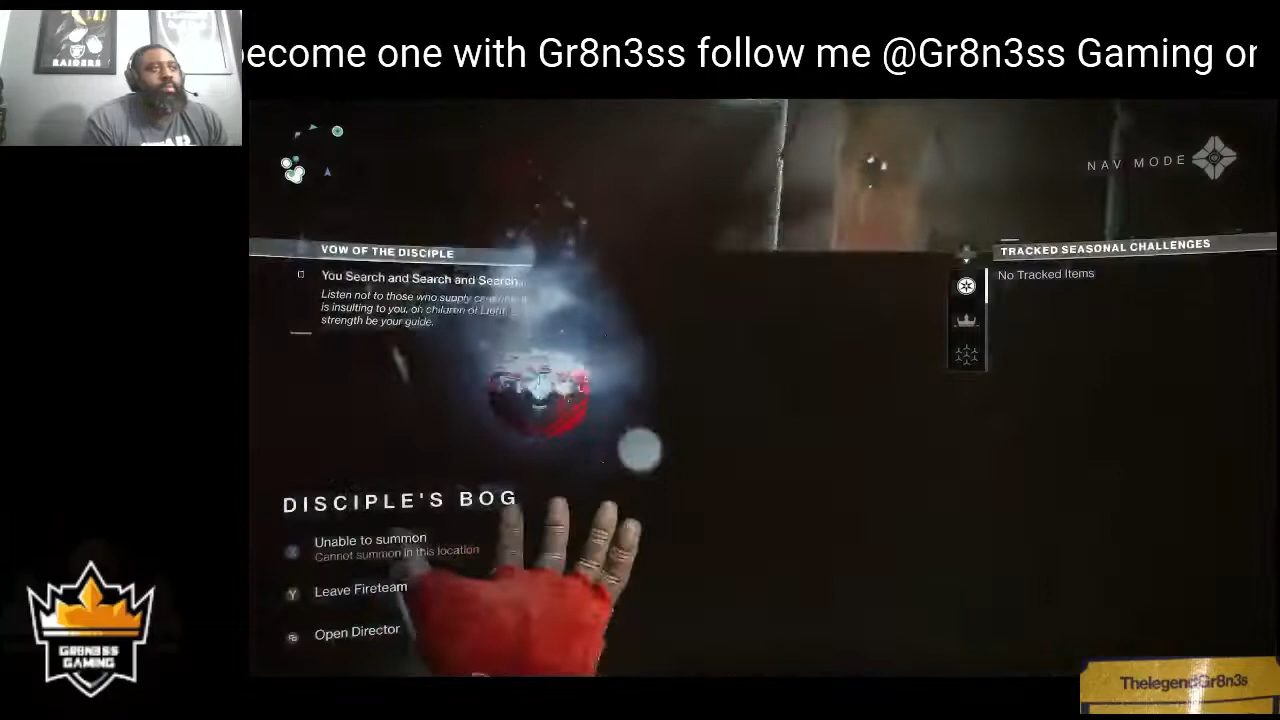 become one with Gr8n3ss follow me @Gr8n3ss Gaming or
RAIDERS
NAV MODE
VOW OF THE DISCIPLE
You Search and Search and Search...
Listen not to those who supply
is insulting to you, oh children of Light.
strength be your guide.
TRACKED SEASONAL CHALLENGES
No Tracked Items
DISCIPLE'S BOG
X Unable to summon
Cannot summon in this location
Y Leave Fireteam
Open Director
GR8N3SS
GAMING
ThelegendGr8n3s